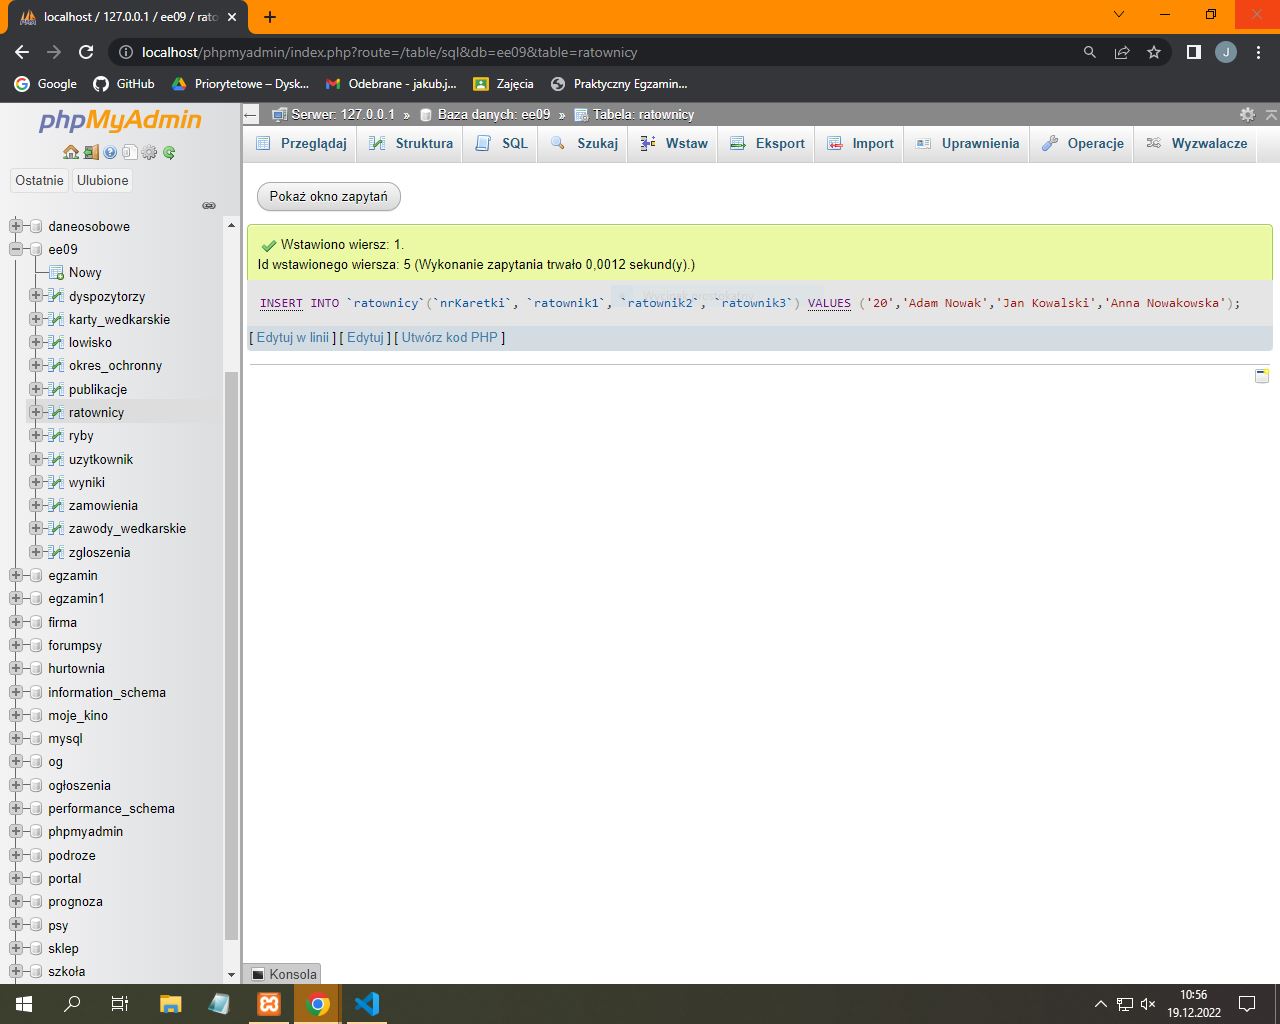 localhost / 127.0.0.1 / ee09 / rato
localhost/phpmyadmin/index.php?route=/table/sql&db=ee09&table=ratownicy
J
Google
GitHub
Priorytetowe – Dysk...
Odebrane - jakub.j...
Zajęcia
Praktyczny Egzamin...
phpMyAdmin
Ostatnie
Ulubione
daneosobowe
ee09
Nowy
dyspozytorzy
karty_wedkarskie
lowisko
okres_ochronny
publikacje
ratownicy
ryby
uzytkownik
wyniki
zamowienia
zawody_wedkarskie
zgloszenia
egzamin
egzamin1
firma
forumpsy
hurtownia
information_schema
moje_kino
mysql
og
ogłoszenia
performance_schema
phpmyadmin
podroze
portal
prognoza
psy
sklep
szkoła
Serwer: 127.0.0.1 » Baza danych: ee09 » Tabela: ratownicy
Przeglądaj
Struktura
SQL
Szukaj
Wstaw
Eksport
Import
Uprawnienia
Operacje
Wyzwalacze
Pokaż okno zapytań
Wstawiono wiersz: 1.
Id wstawionego wiersza: 5 (Wykonanie zapytania trwało 0,0012 sekund(y).)
INSERT INTO `ratownicy`(`nrKaretki`, `ratownik1`, `ratownik2`, `ratownik3`) VALUES ('20','Adam Nowak','Jan Kowalski','Anna Nowakowska');
[ Edytuj w linii ] [ Edytuj ] [ Utwórz kod PHP ]
Konsola
10:56
19.12.2022